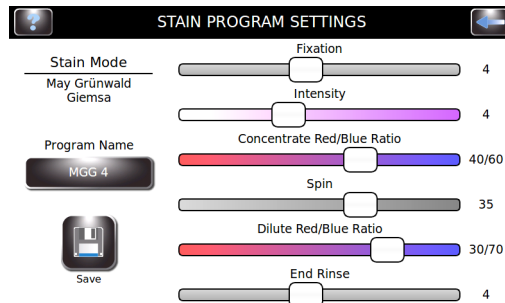 STAIN PROGRAM SETTINGS
Stain Mode
May Grünwald
Giemsa
Program Name
MGG 4
Save
Fixation
4
Intensity
4
Concentrate Red/Blue Ratio
40/60
Spin
35
Dilute Red/Blue Ratio
30/70
End Rinse
4